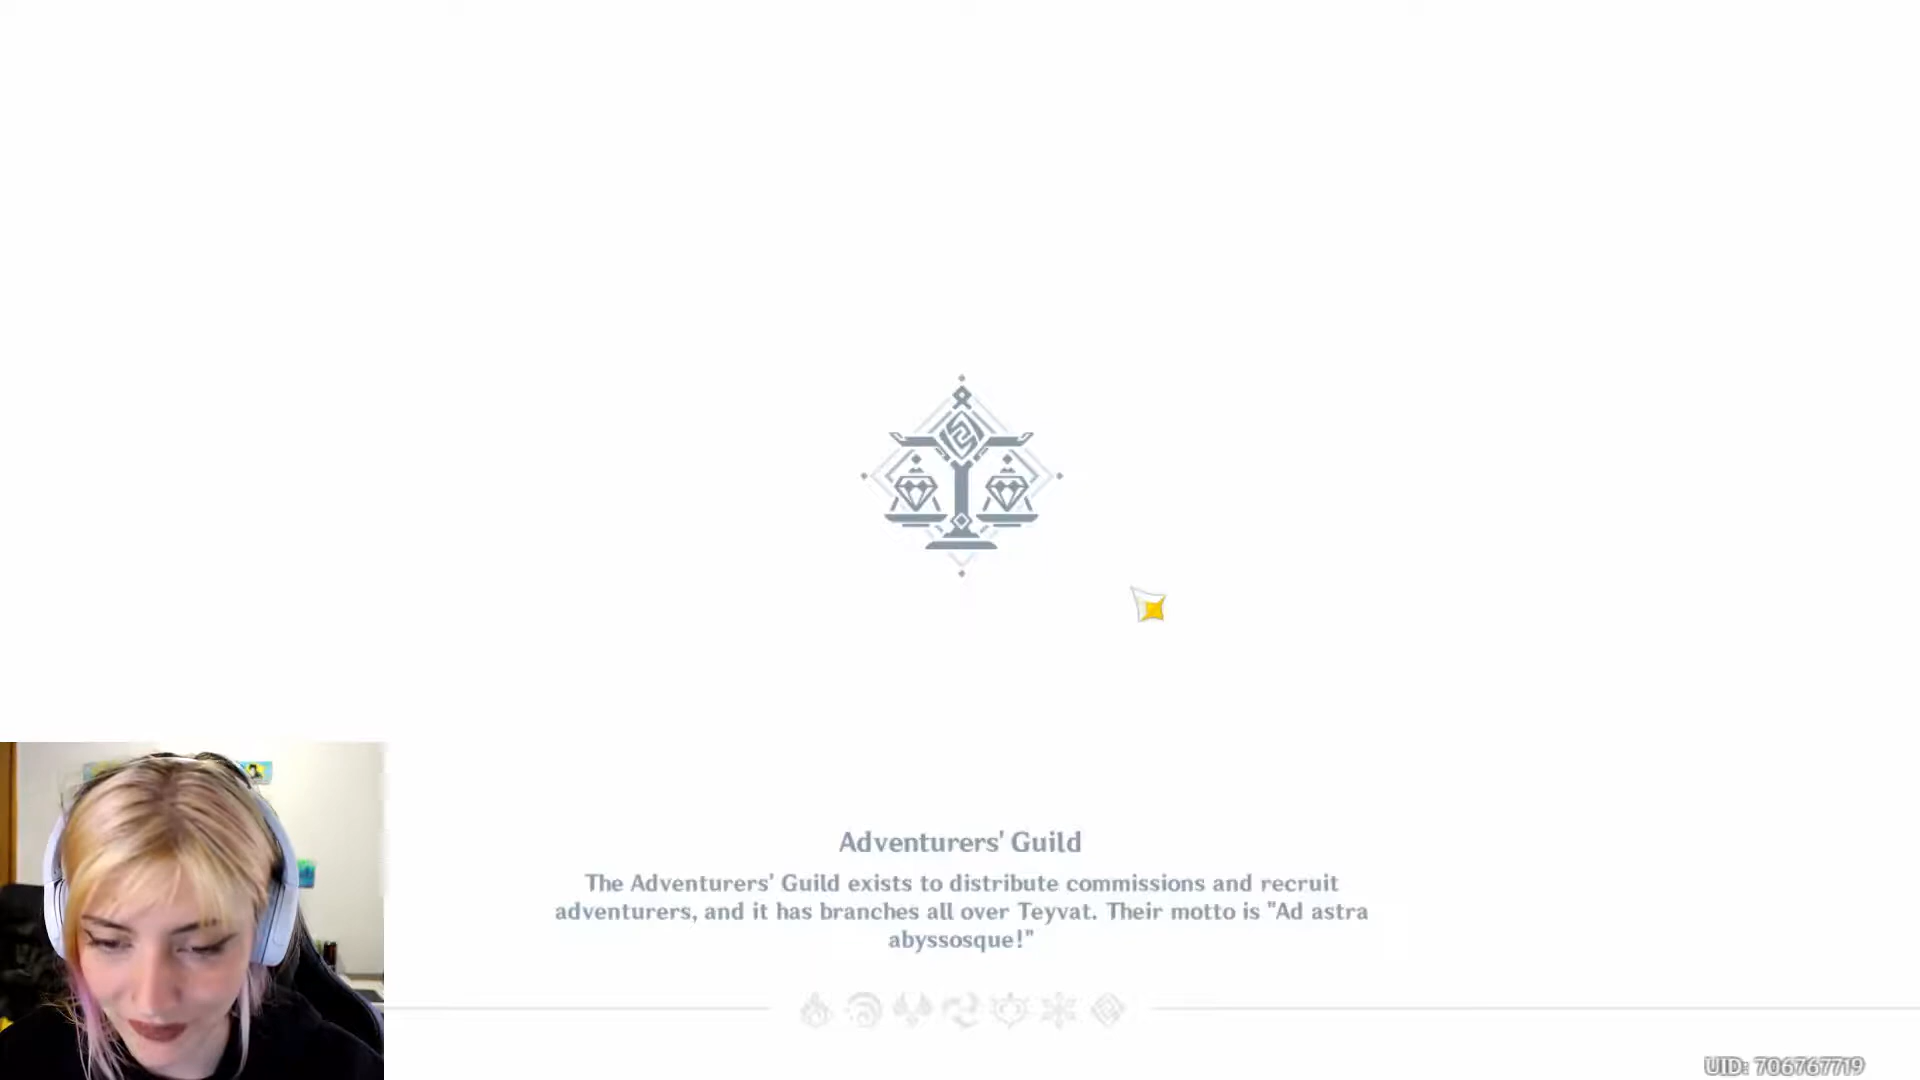 Adventurers' Guild
The Adventurers' Guild exists to distribute commissions and recruit
adventurers, and it has branches all over Teyvat. Their motto is "Ad astra
abyssosque!"
UID: 706767719